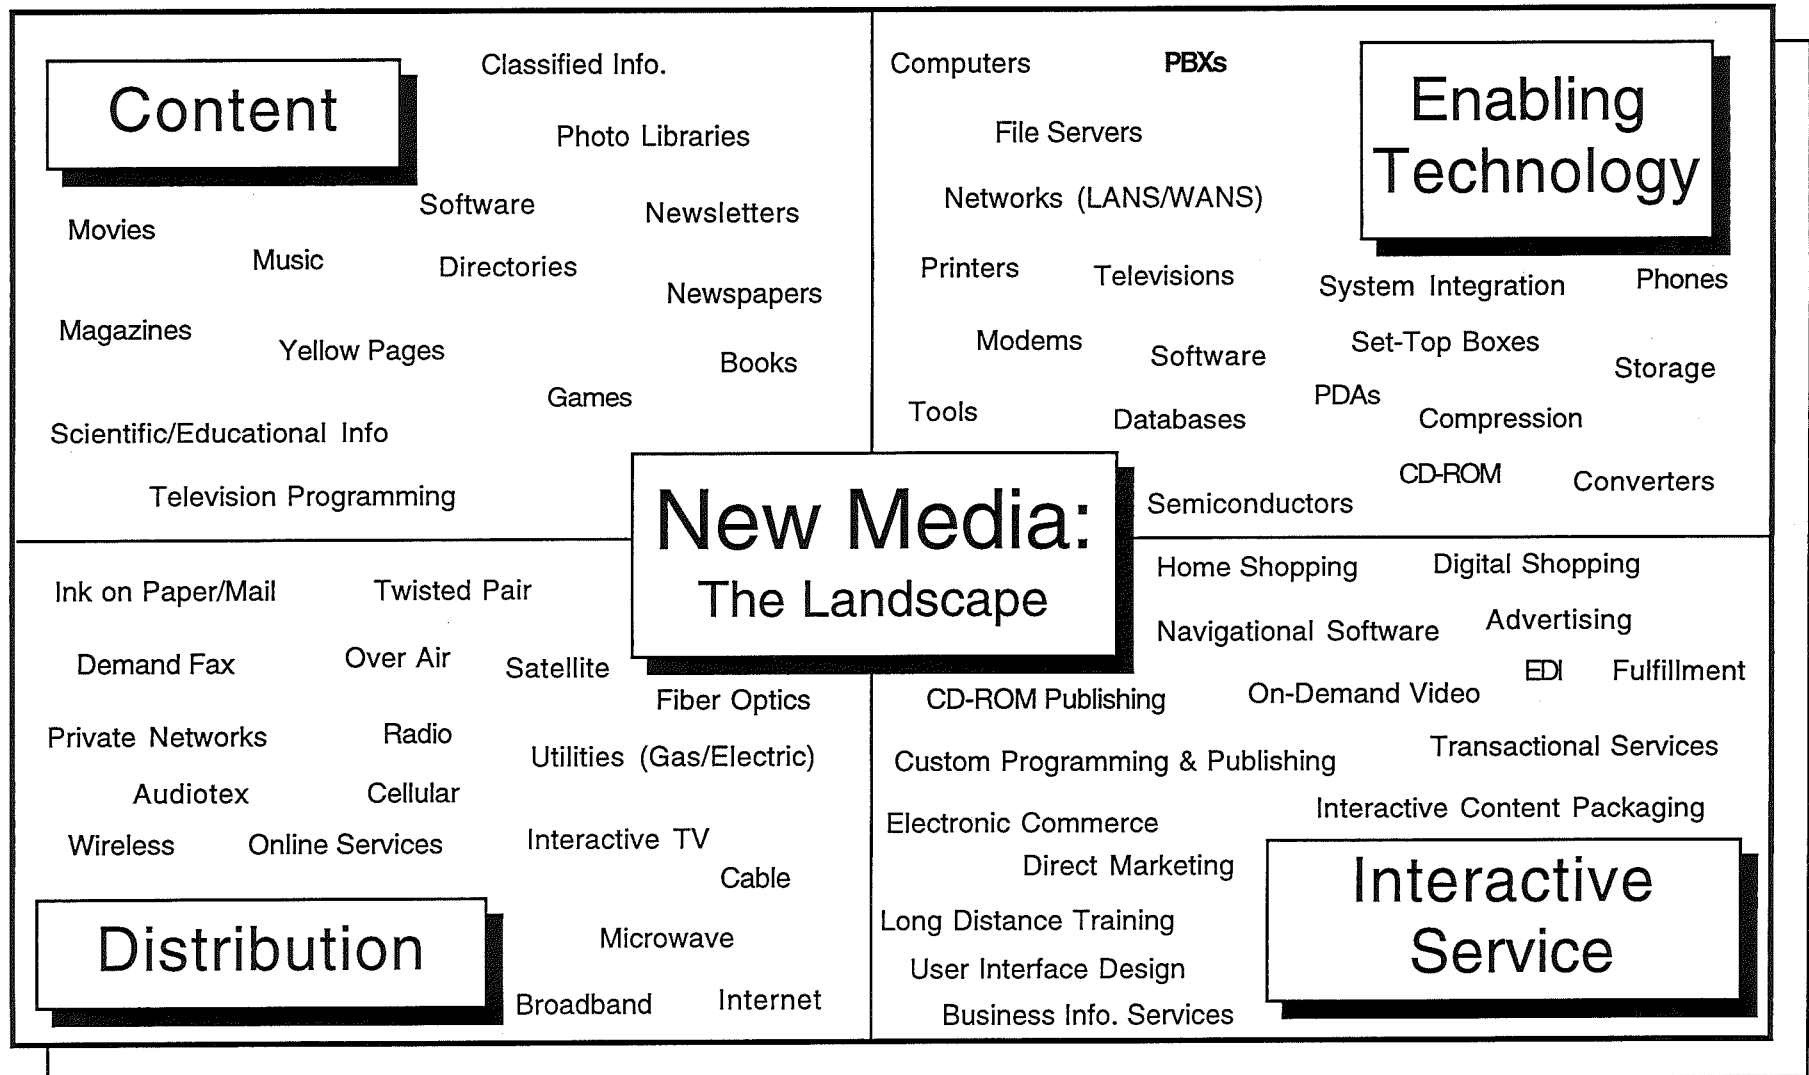 Content
Classified Info.
Photo Libraries
Software
Newsletters
Movies
Music
Directories
Newspapers
Magazines
Yellow Pages
Books
Games
Scientific/Educational Info
Television Programming
Computers
PBXs
Enabling
Technology
File Servers
Networks (LANS/WANS)
Printers
Televisions
System Integration
Phones
Modems
Software
Set-Top Boxes
Storage
PDAs
Tools
Databases
Compression
CD-ROM
Converters
Semiconductors
New Media:
The Landscape
Ink on Paper/Mail
Twisted Pair
Demand Fax
Over Air
Satellite
Fiber Optics
Private Networks
Radio
Utilities (Gas/Electric)
Audiotex
Cellular
Wireless
Online Services
Interactive TV
Cable
Distribution
Microwave
Broadband
Internet
Home Shopping
Digital Shopping
Navigational Software
Advertising
EDI
Fulfillment
CD-ROM Publishing
On-Demand Video
Custom Programming & Publishing
Transactional Services
Interactive Content Packaging
Electronic Commerce
Direct Marketing
Long Distance Training
User Interface Design
Business Info. Services
Interactive
Service